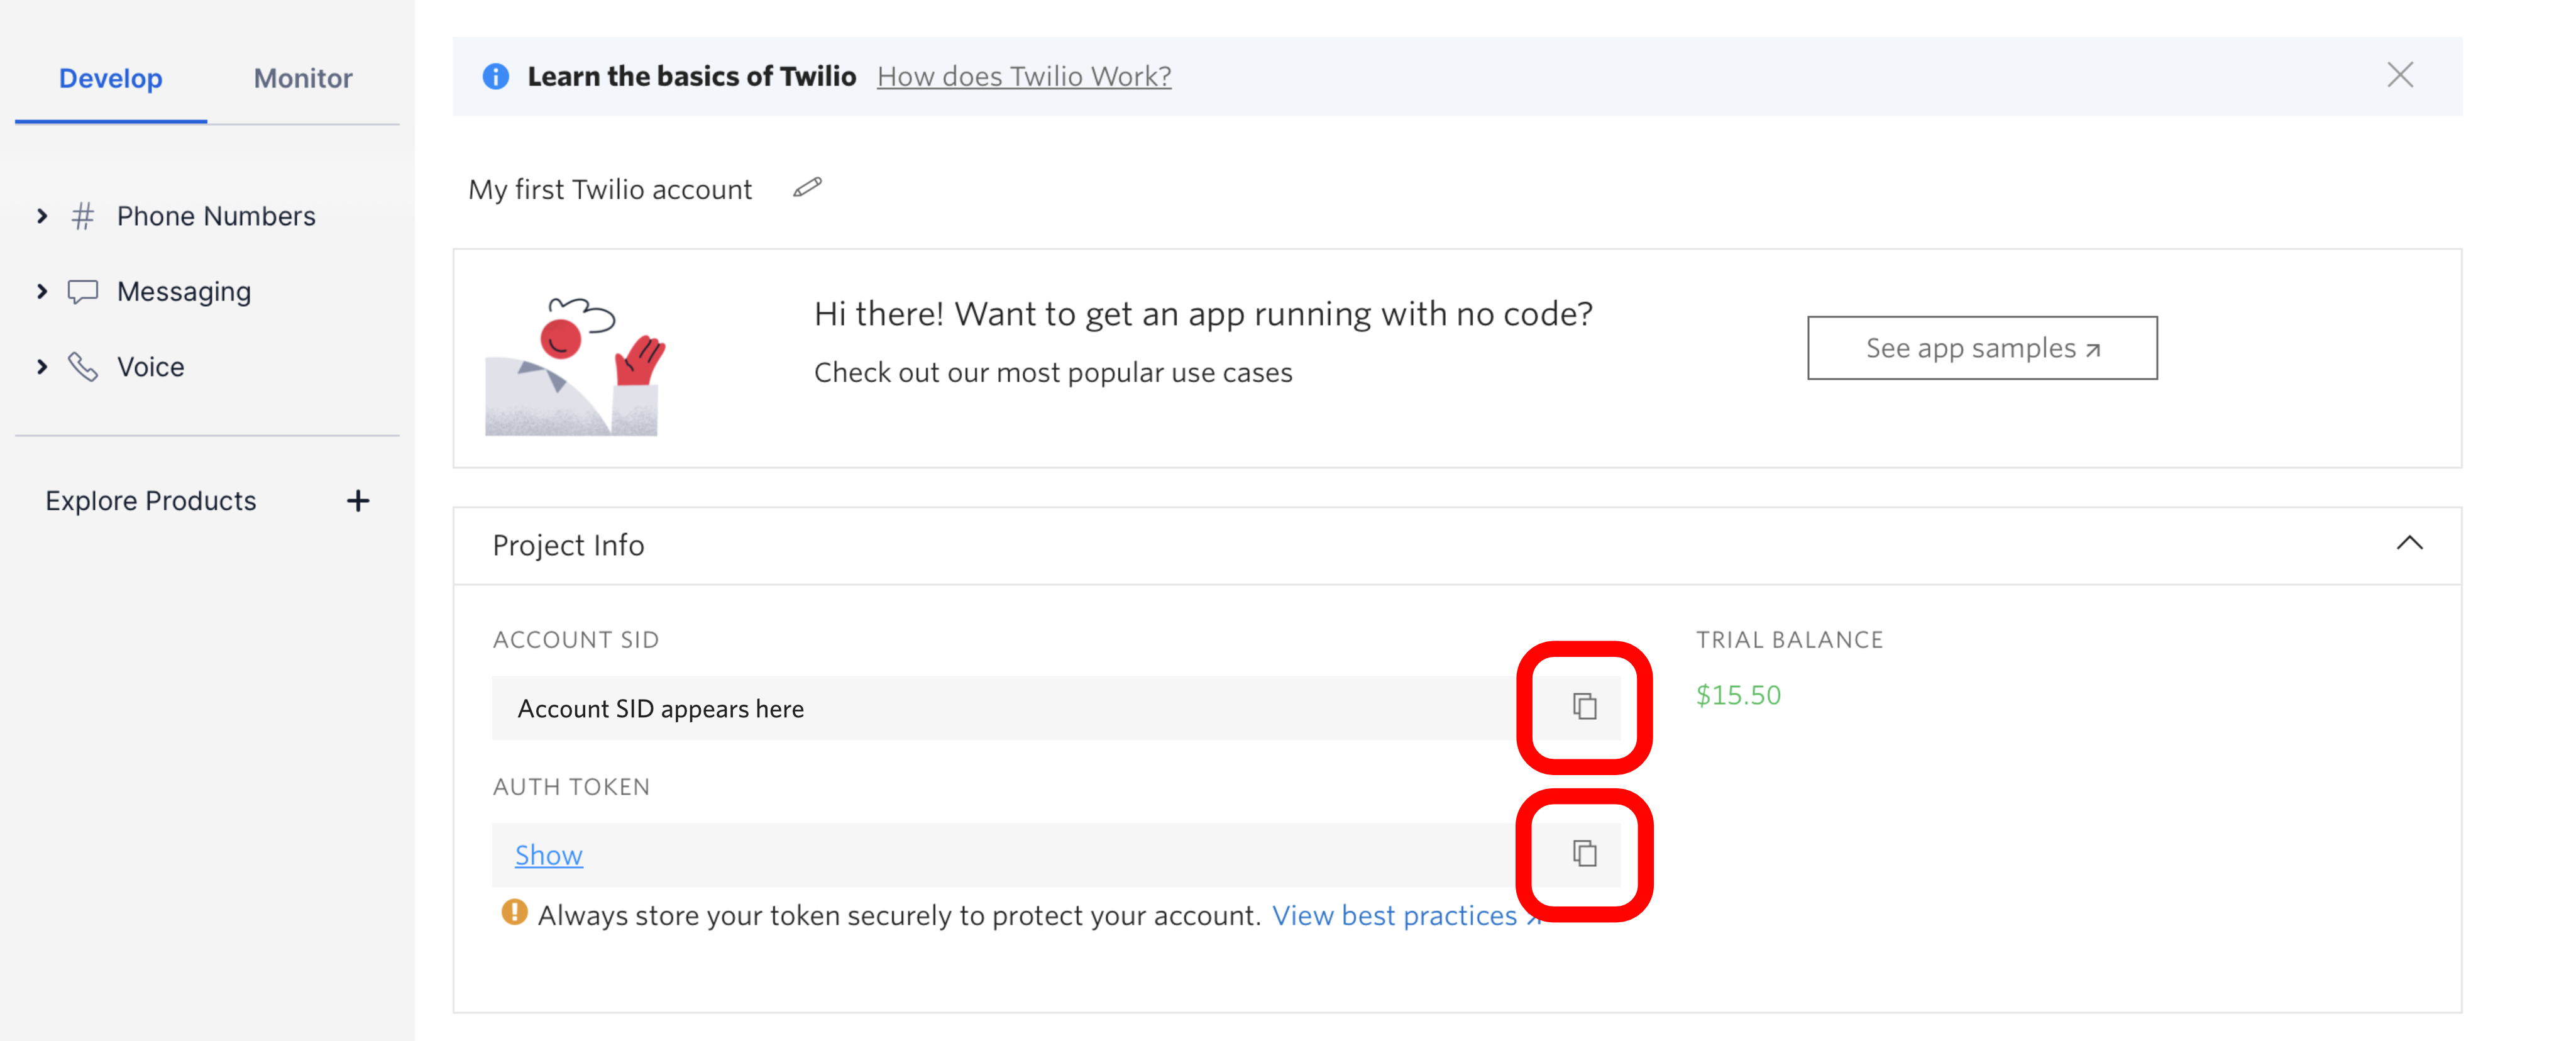 Develop Monitor
Phone Numbers
Messaging
Voice
Explore Products +
Learn the basics of Twilio How does Twilio Work?
My first Twilio account
Hi there! Want to get an app running with no code?
Check out our most popular use cases
See app samples ↗
Project Info
ACCOUNT SID
Account SID appears here
TRIAL BALANCE
$15.50
AUTH TOKEN
Show
Always store your token securely to protect your account. View best practices ↗